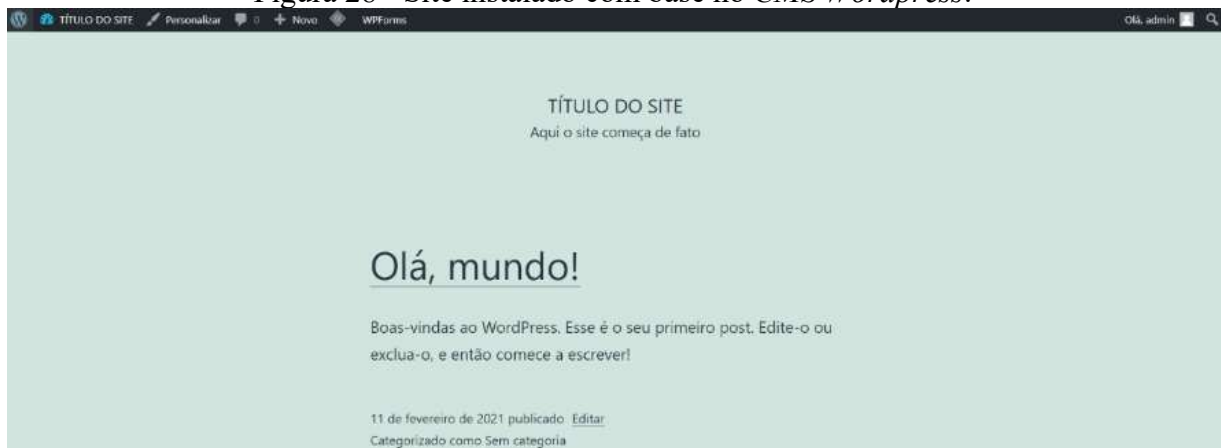 Figura 28 - Site instalado com base no CMS Wordpress.
TÍTULO DO SITE Personalizar 0 Novo WPForms Olá, admin
TÍTULO DO SITE
Aqui o site começa de fato
Olá, mundo!
Boas-vindas ao WordPress. Esse é o seu primeiro post. Edite-o ou
exclua-o, e então comece a escrever!
11 de fevereiro de 2021 publicado Editar
Categorizado como Sem categoria